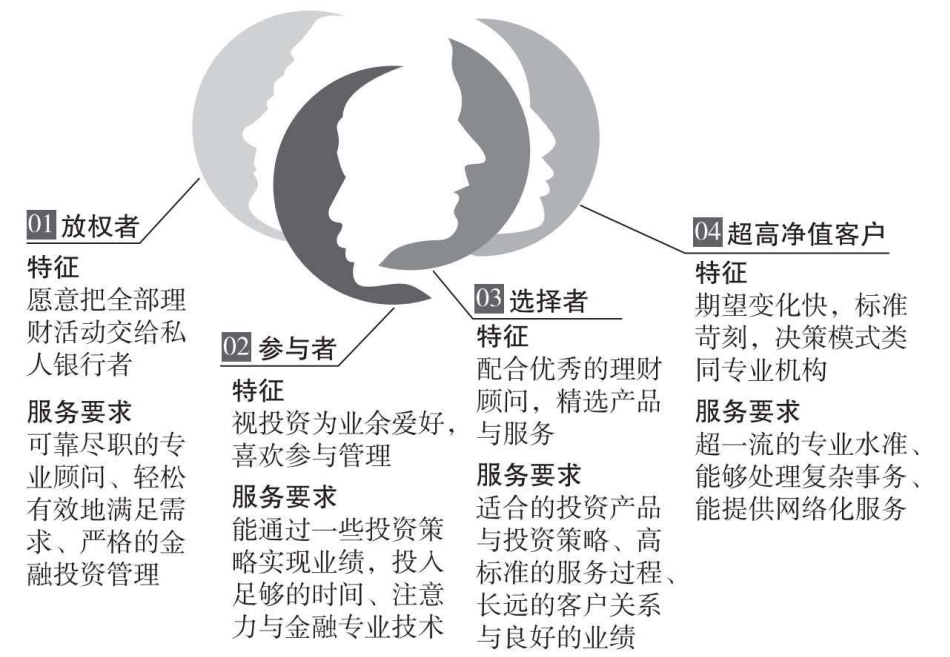 01 放权者
特征
愿意把全部理
财活动交给私
人银行者
服务要求
可靠尽职的专
业顾问、轻松
有效地满足需
求、严格的金
融投资管理
02 参与者
特征
视投资为业余爱好，
喜欢参与管理
服务要求
能通过一些投资策
略实现业绩，投入
足够的时间、注意
力与金融专业技术
03 选择者
特征
配合优秀的理财
顾问，精选产品
与服务
服务要求
适合的投资产品
与投资策略、高
标准的服务过程、
长远的客户关系
与良好的业绩
04 超高净值客户
特征
期望变化快，标准
苛刻，决策模式类
同专业机构
服务要求
超一流的专业水准、
能够处理复杂事务、
能提供网络化服务